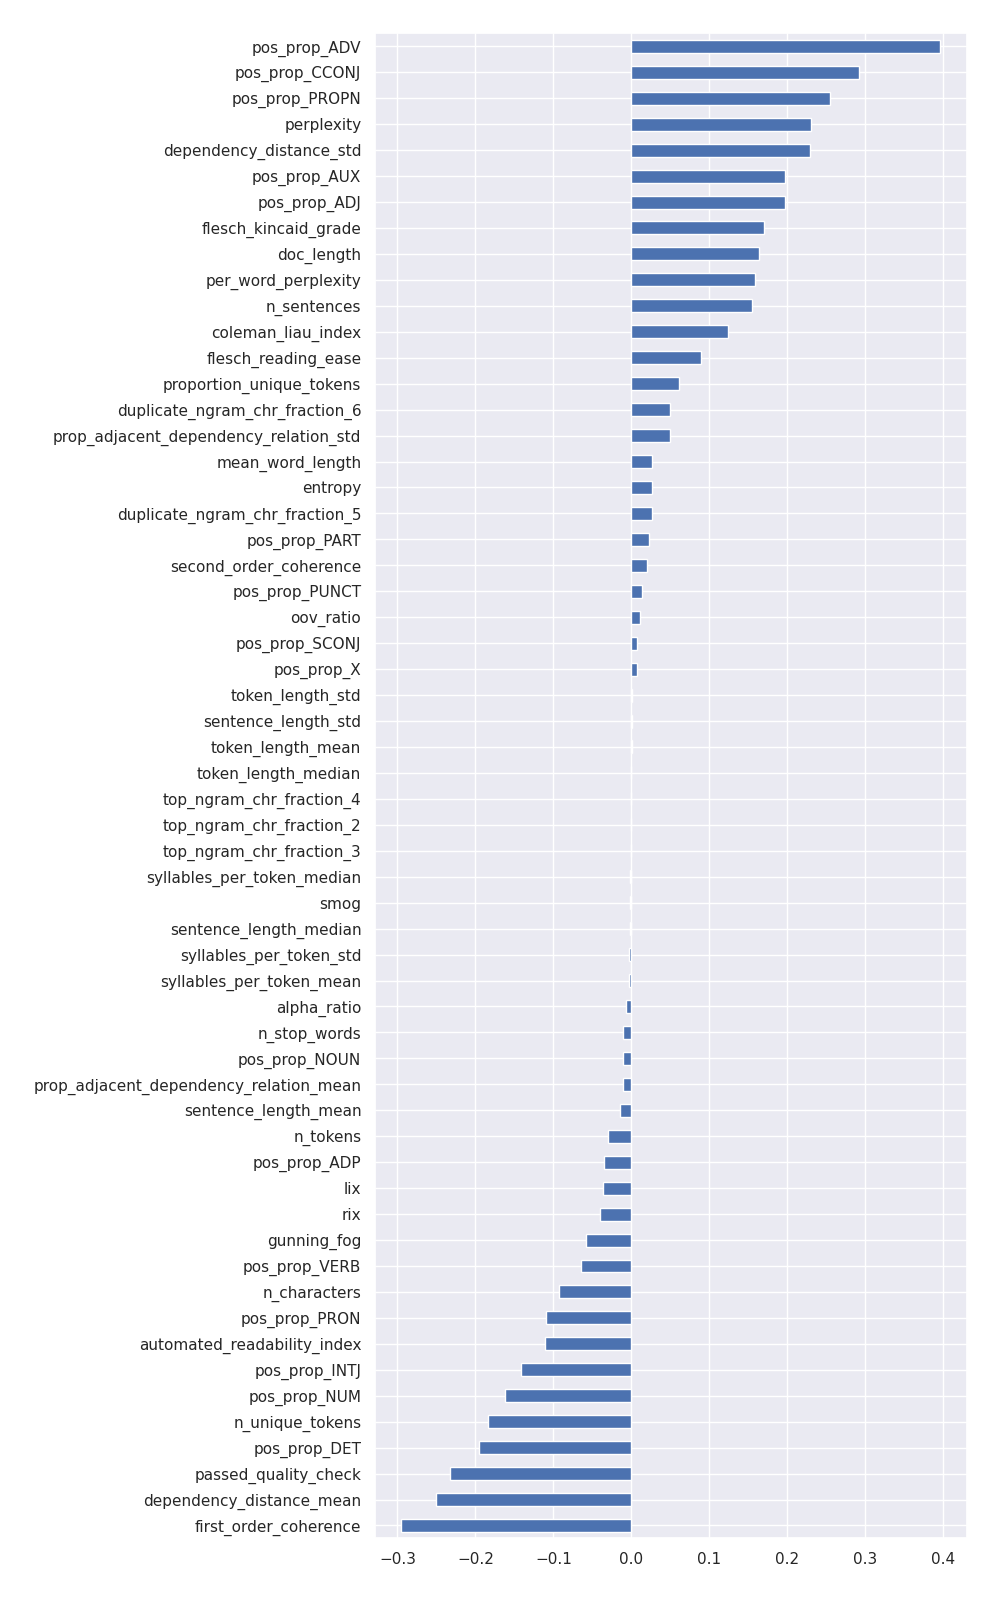 pos_prop_ADV
pos_prop_CCONJ
pos_prop_PROPN
perplexity
dependency_distance_std
pos_prop_AUX
pos_prop_ADJ
flesch_kincaid_grade
doc_length
per_word_perplexity
n_sentences
coleman_liau_index
flesch_reading_ease
proportion_unique_tokens
duplicate_ngram_chr_fraction_6
prop_adjacent_dependency_relation_std
mean_word_length
entropy
duplicate_ngram_chr_fraction_5
pos_prop_PART
second_order_coherence
pos_prop_PUNCT
oov_ratio
pos_prop_SCONJ
pos_prop_X
token_length_std
sentence_length_std
token_length_mean
token_length_median
top_ngram_chr_fraction_4
top_ngram_chr_fraction_2
top_ngram_chr_fraction_3
syllables_per_token_median
smog
sentence_length_median
syllables_per_token_std
syllables_per_token_mean
alpha_ratio
n_stop_words
pos_prop_NOUN
prop_adjacent_dependency_relation_mean
sentence_length_mean
n_tokens
pos_prop_ADP
lix
rix
gunning_fog
pos_prop_VERB
n_characters
pos_prop_PRON
automated_readability_index
pos_prop_INTJ
pos_prop_NUM
n_unique_tokens
pos_prop_DET
passed_quality_check
dependency_distance_mean
first_order_coherence
−0.3 −0.2 −0.1 0.0 0.1 0.2 0.3 0.4